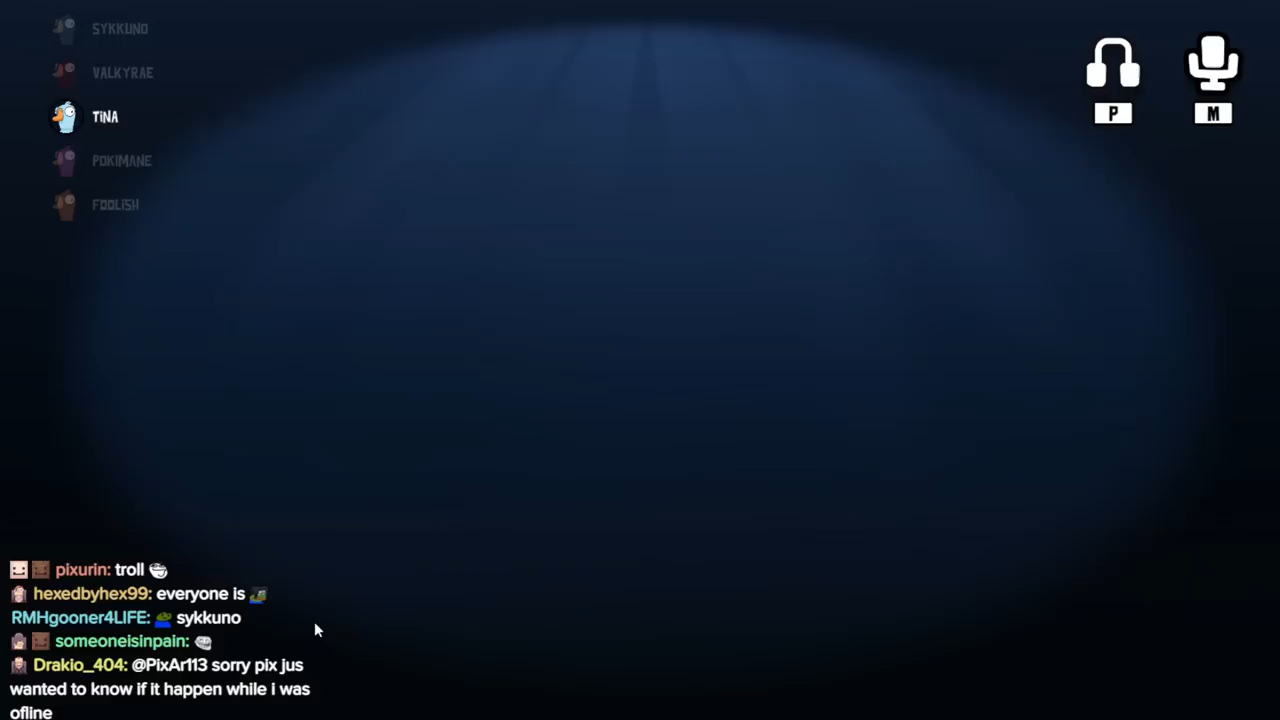 SYKKUNO
VALKYRAE
TINA
POKIMANE
FOOLISH
P
M
pixurin: troll
hexedbyhex99: everyone is
RMHgooner4LIFE: sykkuno
someoneisinpain:
Drakio_404: @PixAr113 sorry pix jus
wanted to know if it happen while i was
ofline